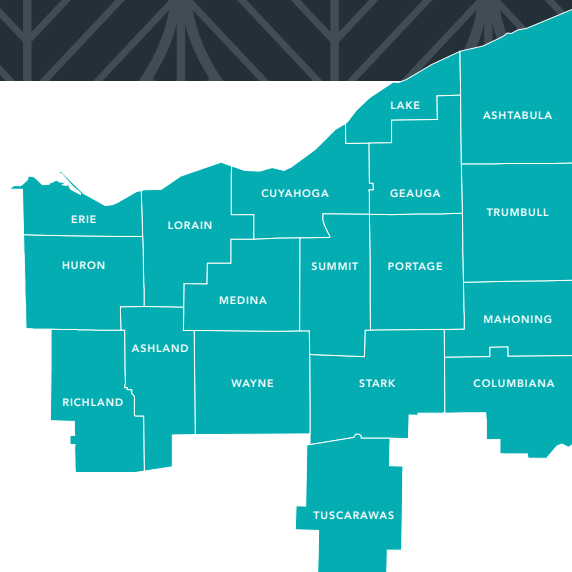 LAKE
ASHTABULA
CUYAHOGA
GEAUGA
TRUMBULL
ERIE
LORAIN
HURON
SUMMIT
PORTAGE
MEDINA
MAHONING
ASHLAND
WAYNE
STARK
COLUMBIANA
RICHLAND
TUSCARAWAS